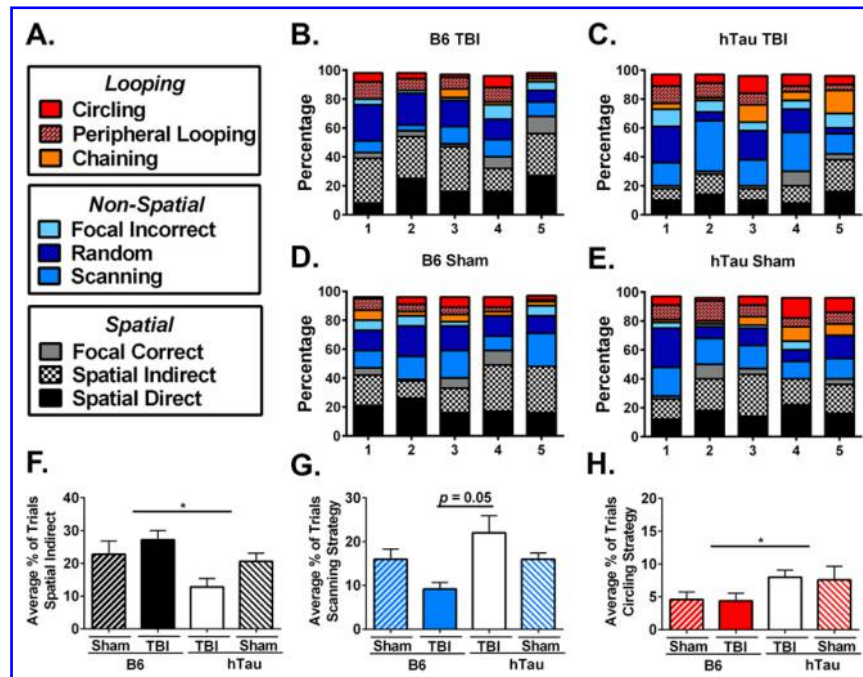 A.
Looping
Circling
Peripheral Looping
Chaining
Non-Spatial
Focal Incorrect
Random
Scanning
Spatial
Focal Correct
Spatial Indirect
Spatial Direct
B.
B6 TBI
Percentage
100
80
60
40
20
0
1 2 3 4 5
C.
hTau TBI
Percentage
100
80
60
40
20
0
1 2 3 4 5
D.
B6 Sham
Percentage
100
80
60
40
20
0
1 2 3 4 5
E.
hTau Sham
Percentage
100
80
60
40
20
0
1 2 3 4 5
F.
Average % of Trials
Spatial Indirect
40
30
20
10
0
*
Sham TBI TBI Sham
B6 hTau
G.
Average % of Trials
Scanning Strategy
30
20
10
0
p = 0.05
Sham TBI TBI Sham
B6 hTau
H.
Average % of Trials
Circling Strategy
20
15
10
5
0
*
Sham TBI TBI Sham
B6 hTau